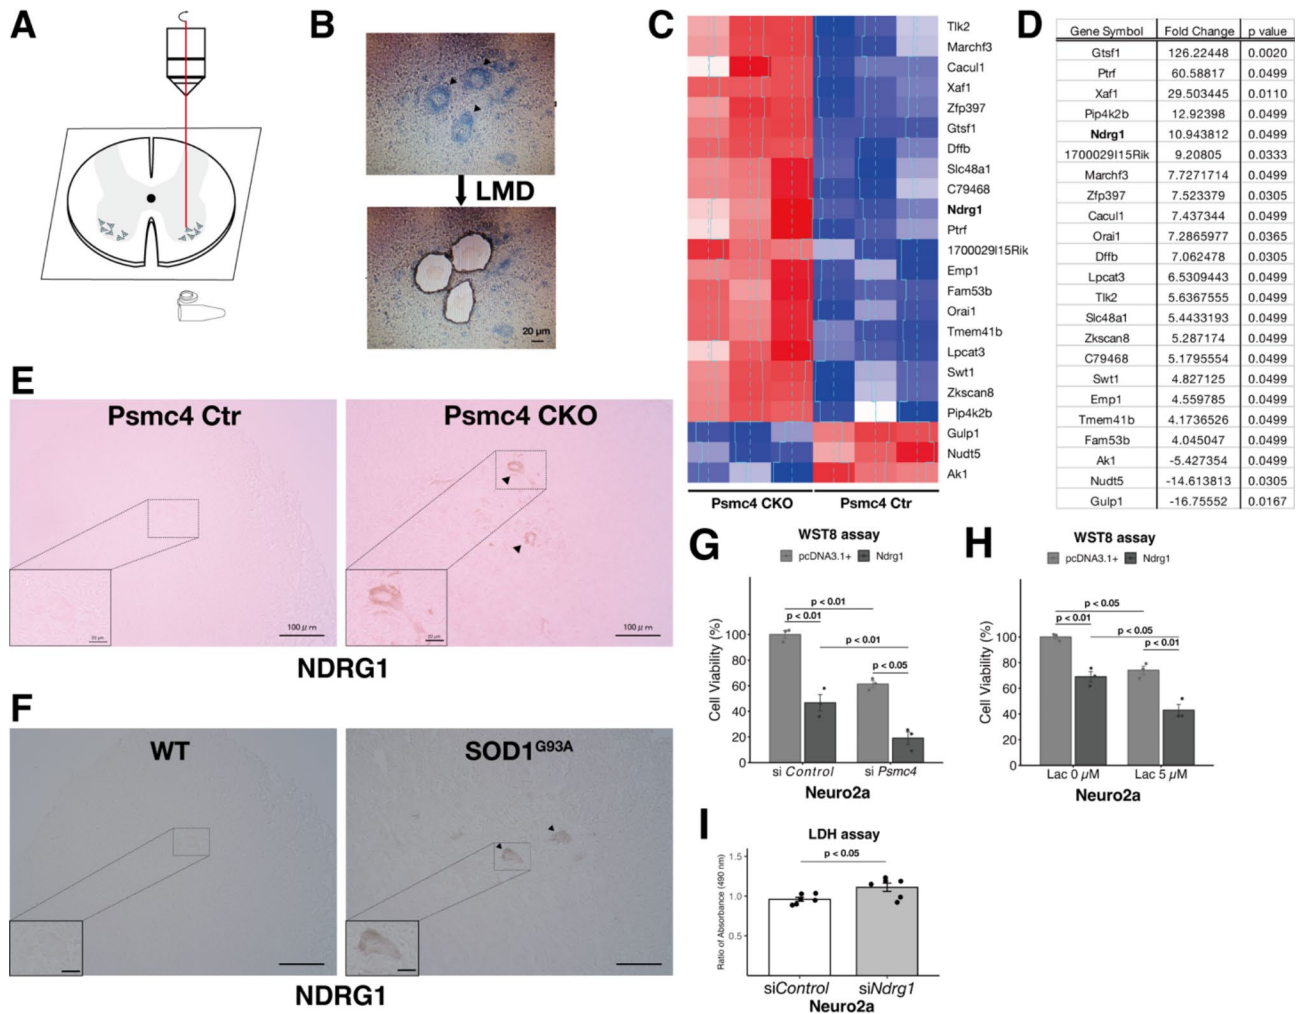 A
B
LMD
20 µm
C
Tlk2
Marchf3
Cacul1
Xaf1
Zfp397
Gtsf1
Dffb
Slc48a1
C79468
Ndrg1
Ptrf
1700029I15Rik
Emp1
Fam53b
Orai1
Tmem41b
Lpcat3
Swt1
Zkscan8
Pip4k2b
Gulp1
Nudt5
Ak1
Psmc4 CKO Psmc4 Ctr
D
Gene Symbol Fold Change p value
Gtsf1 126.22448 0.0020
Ptrf 60.58817 0.0499
Xaf1 29.503445 0.0110
Pip4k2b 12.92398 0.0499
Ndrg1 10.943812 0.0499
1700029I15Rik 9.20805 0.0333
Marchf3 7.7271714 0.0499
Zfp397 7.523379 0.0305
Cacul1 7.437344 0.0499
Orai1 7.2865977 0.0365
Dffb 7.062478 0.0305
Lpcat3 6.5309443 0.0499
Tlk2 5.6367555 0.0499
Slc48a1 5.4433193 0.0499
Zkscan8 5.287174 0.0499
C79468 5.1795554 0.0499
Swt1 4.827125 0.0499
Emp1 4.559785 0.0499
Tmem41b 4.1736526 0.0499
Fam53b 4.045047 0.0499
Ak1 -5.427354 0.0499
Nudt5 -14.613813 0.0305
Gulp1 -16.75552 0.0167
E
Psmc4 Ctr
20 µm
100 µm
Psmc4 CKO
100 µm
NDRG1
F
WT
SOD1G93A
NDRG1
G
WST8 assay
pcDNA3.1+ Ndrg1
p < 0.01
p < 0.01
p < 0.01
p < 0.05
Cell Viability (%)
100
80
60
40
20
0
si Control si Psmc4
Neuro2a
H
WST8 assay
pcDNA3.1+ Ndrg1
p < 0.05
p < 0.01
p < 0.05
p < 0.01
Cell Viability (%)
100
80
60
40
20
0
Lac 0 µM Lac 5 µM
Neuro2a
I
LDH assay
p < 0.05
Ratio of Absorbance (490 nm)
1.5
1.0
0.5
siControl siNdrg1
Neuro2a